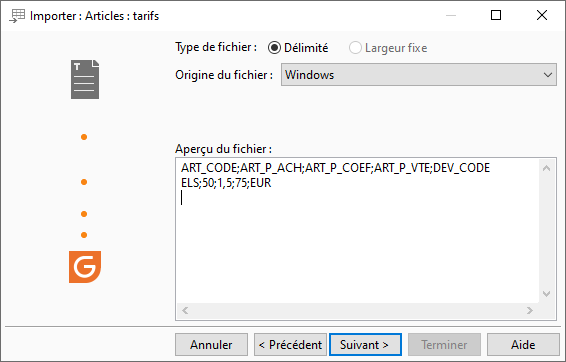 Importer : Articles : tarifs
Type de fichier :
Délimité
Largeur fixe
Origine du fichier :
Windows
Aperçu du fichier :
ART_CODE;ART_P_ACH;ART_P_COEF;ART_P_VTE;DEV_CODE
ELS;50;1,5;75;EUR
T
G
Annuler
< Précédent
Suivant >
Terminer
Aide